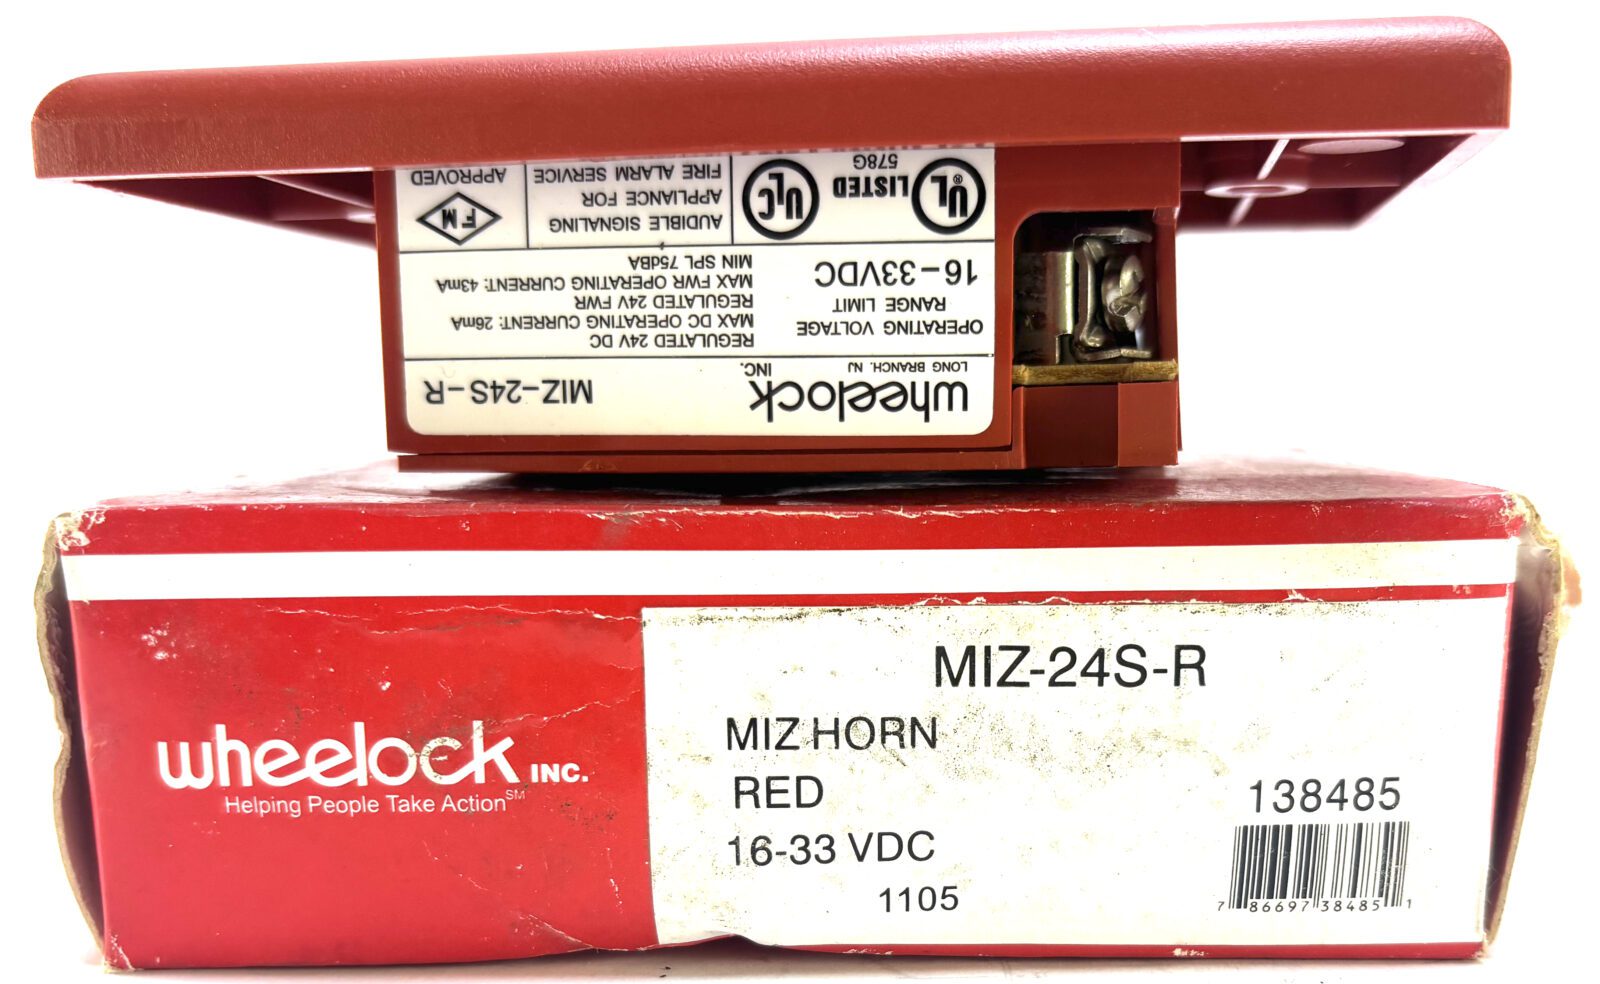 wheelock INC.
LONG BRANCH, NJ
MIZ-24S-R
OPERATING VOLTAGE
RANGE LIMIT
16-33VDC
REGULATED 24V DC
MAX DC OPERATING CURRENT: 26mA
REGULATED 24V FWR
MAX FWR OPERATING CURRENT: 43mA
MIN SPL 75dBA
UL ® LISTED
578G
ULC
AUDIBLE SIGNALING
APPLIANCE FOR
FIRE ALARM SERVICE
FM
APPROVED
wheelock INC.
Helping People Take Action SM
MIZ-24S-R
MIZ HORN
RED
138485
16-33 VDC
1105
7 86697 38485 1